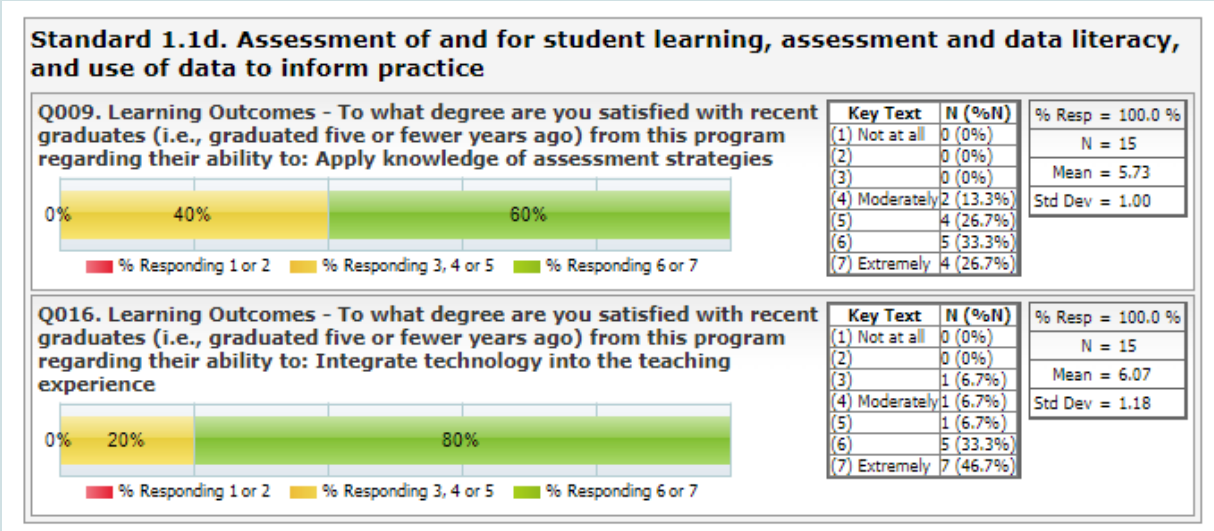 Standard 1.1d. Assessment of and for student learning, assessment and data literacy,
and use of data to inform practice
Q009. Learning Outcomes - To what degree are you satisfied with recent
graduates (i.e., graduated five or fewer years ago) from this program
regarding their ability to: Apply knowledge of assessment strategies
0% 40% 60%
% Responding 1 or 2 % Responding 3, 4 or 5 % Responding 6 or 7
Key Text N (%N)
(1) Not at all 0 (0%)
(2) 0 (0%)
(3) 0 (0%)
(4) Moderately 2 (13.3%)
(5) 4 (26.7%)
(6) 5 (33.3%)
(7) Extremely 4 (26.7%)
% Resp = 100.0 %
N = 15
Mean = 5.73
Std Dev = 1.00
Q016. Learning Outcomes - To what degree are you satisfied with recent
graduates (i.e., graduated five or fewer years ago) from this program
regarding their ability to: Integrate technology into the teaching
experience
0% 20% 80%
% Responding 1 or 2 % Responding 3, 4 or 5 % Responding 6 or 7
Key Text N (%N)
(1) Not at all 0 (0%)
(2) 0 (0%)
(3) 1 (6.7%)
(4) Moderately 1 (6.7%)
(5) 1 (6.7%)
(6) 5 (33.3%)
(7) Extremely 7 (46.7%)
% Resp = 100.0 %
N = 15
Mean = 6.07
Std Dev = 1.18